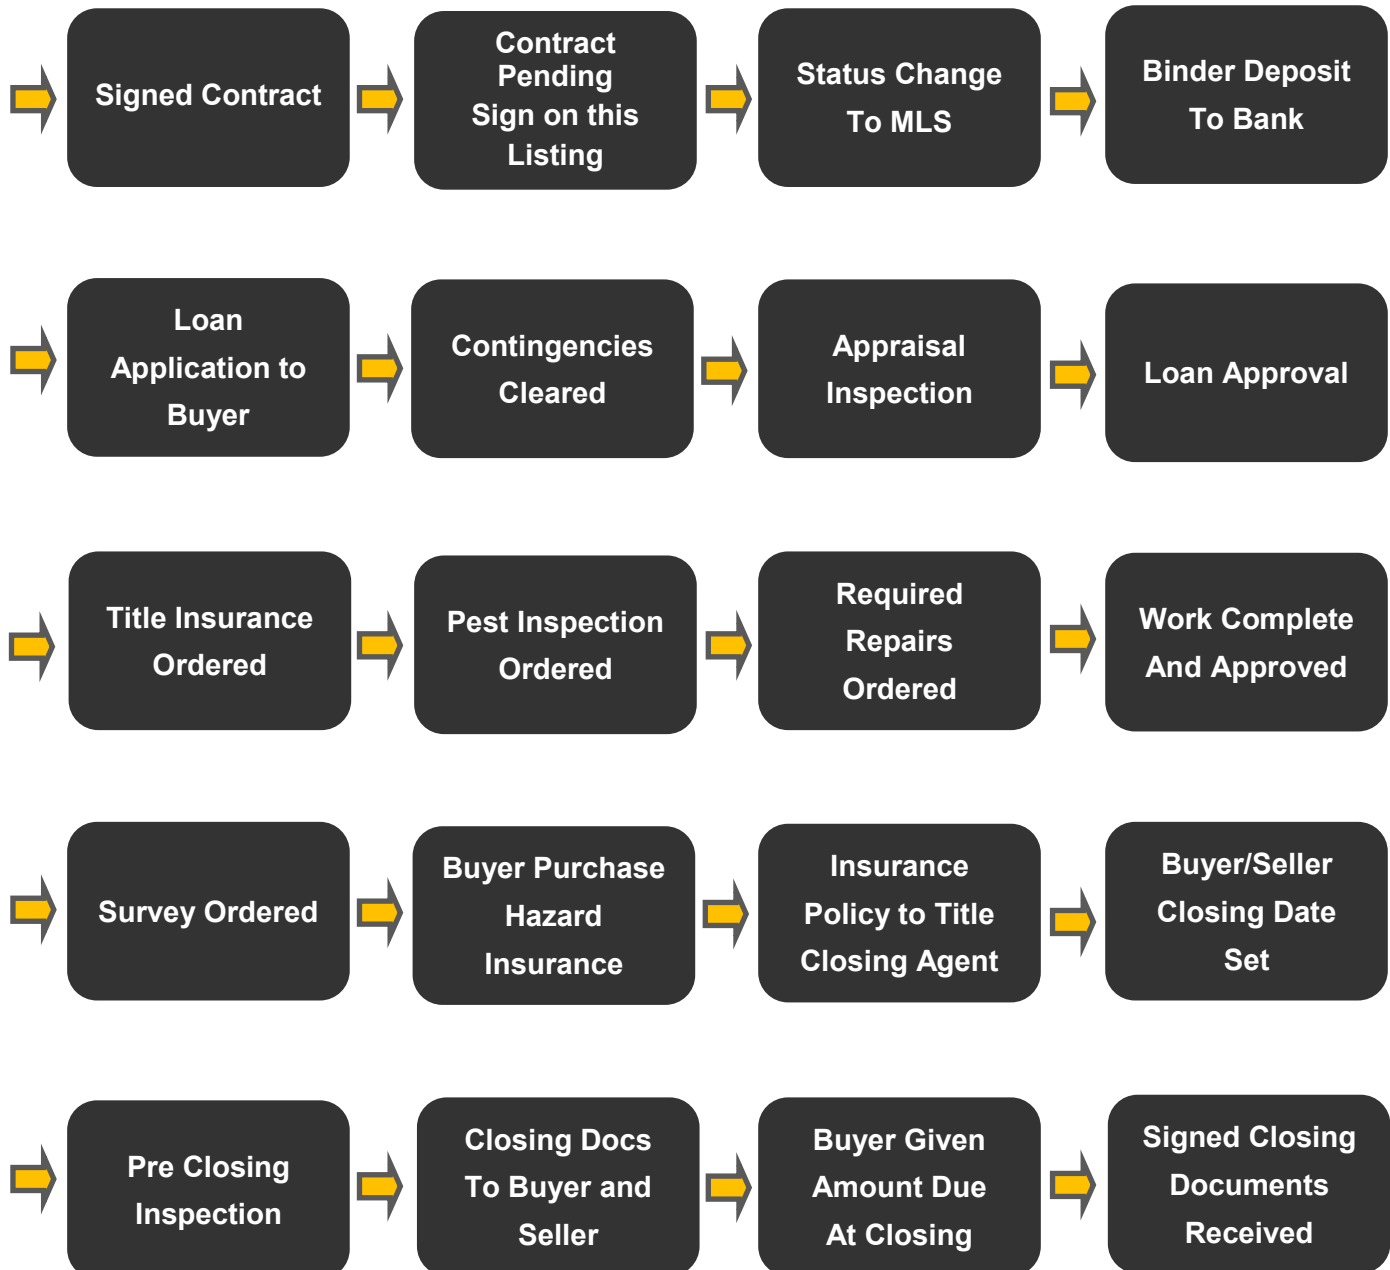 Signed Contract
Contract
Pending
Sign on this
Listing
Status Change
To MLS
Binder Deposit
To Bank
Loan
Application to
Buyer
Contingencies
Cleared
Appraisal
Inspection
Loan Approval
Title Insurance
Ordered
Pest Inspection
Ordered
Required
Repairs
Ordered
Work Complete
And Approved
Survey Ordered
Buyer Purchase
Hazard
Insurance
Insurance
Policy to Title
Closing Agent
Buyer/Seller
Closing Date
Set
Pre Closing
Inspection
Closing Docs
To Buyer and
Seller
Buyer Given
Amount Due
At Closing
Signed Closing
Documents
Received